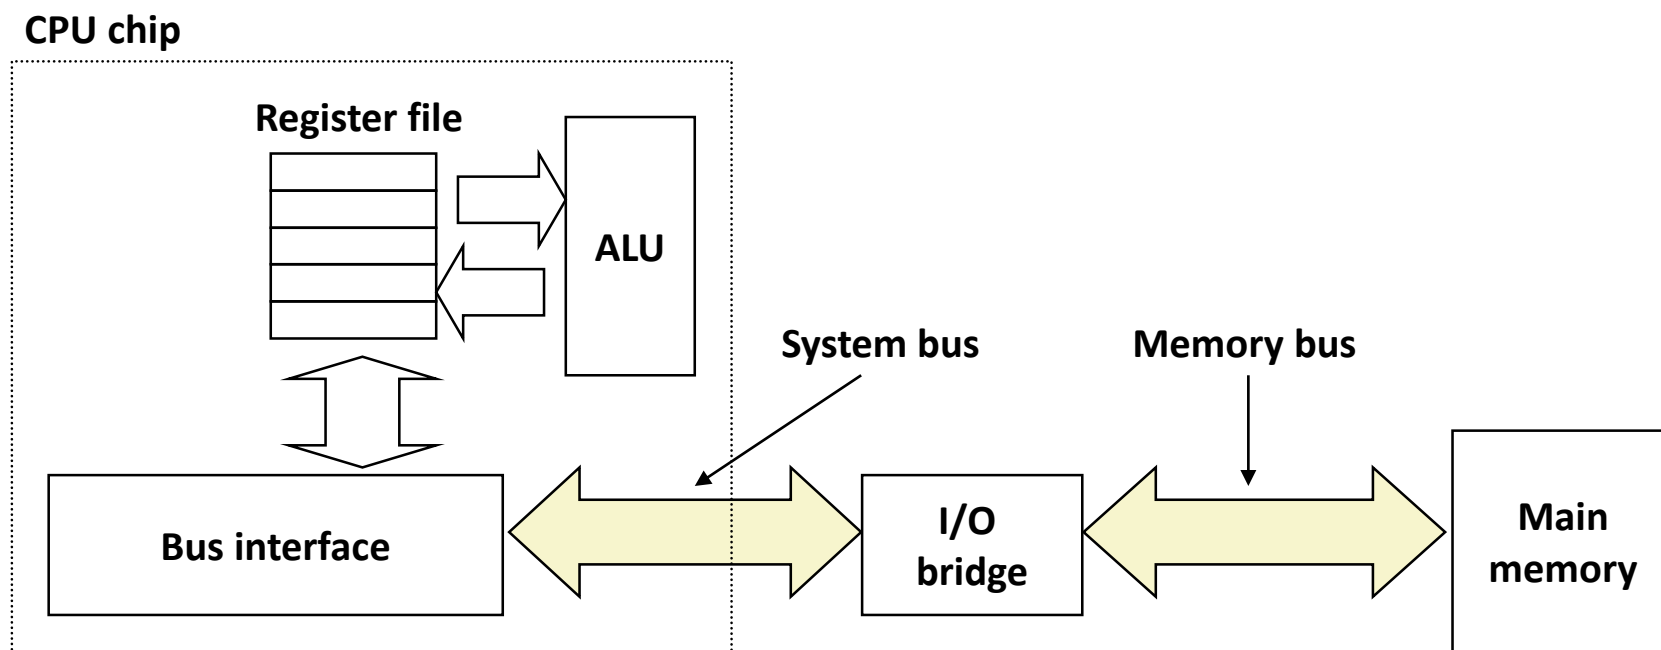 CPU chip
Register file
ALU
System bus
Memory bus
Bus interface
I/O
bridge
Main
memory